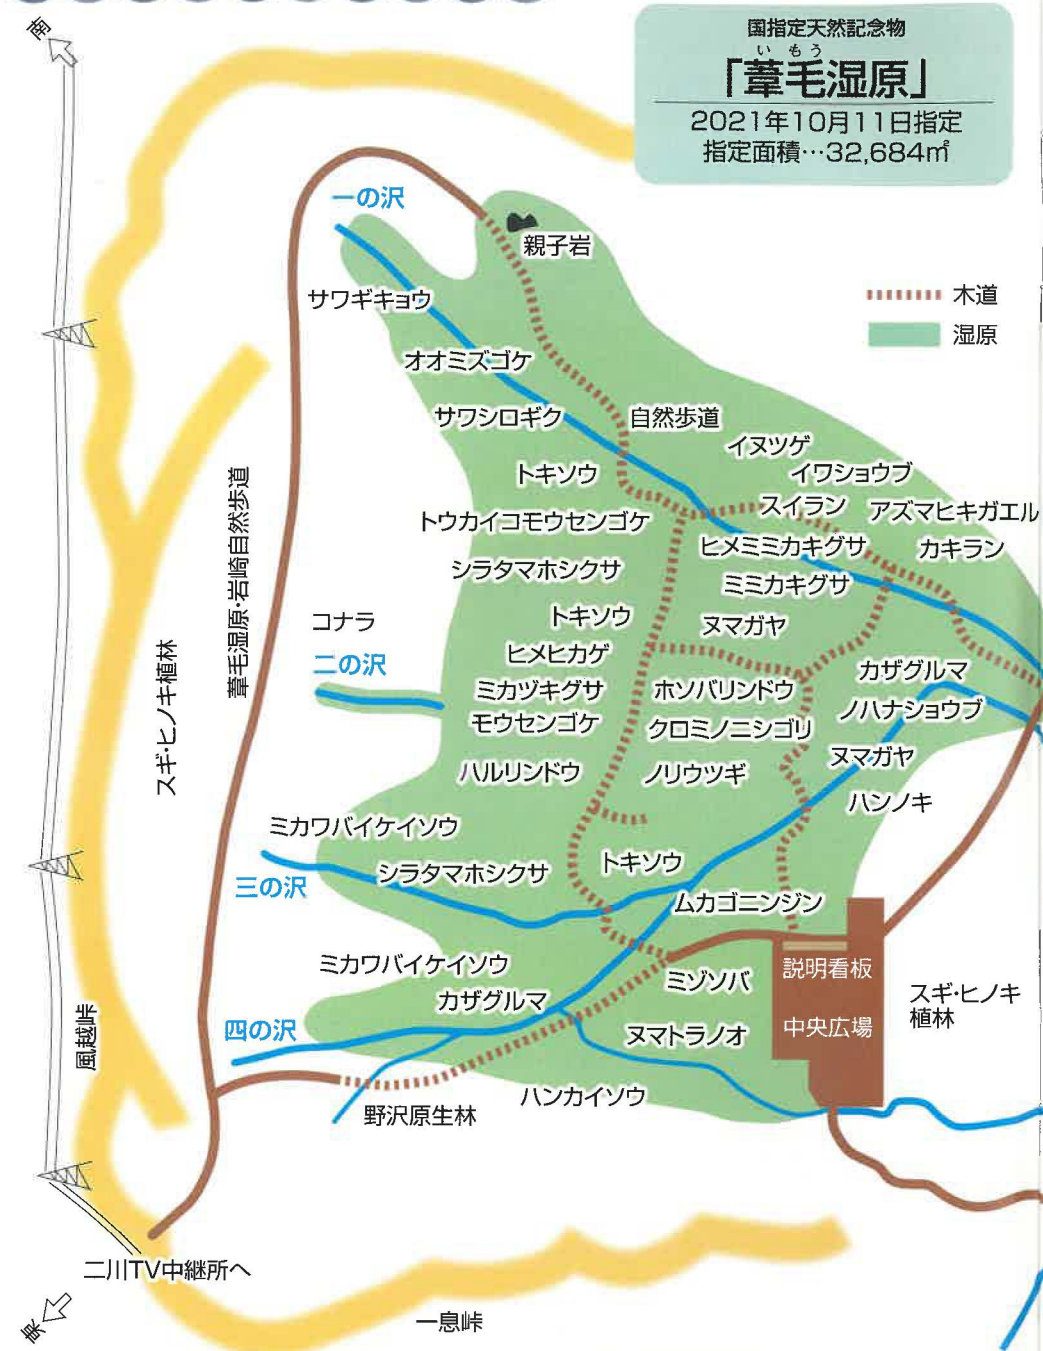 南
国指定天然記念物
いもう
「葦毛湿原」
2021年10月11日指定
指定面積…32,684㎡
一の沢
親子岩
木道
湿原
サワギキョウ
オオミズゴケ
サワシロギク
自然歩道
イヌツゲ
イワショウブ
トキソウ
スイラン
アズマヒキガエル
トウカイコモウセンゴケ
ヒメミミカキグサ
カキラン
シラタマホシクサ
ミミカキグサ
葦毛湿原・岩崎自然歩道
コナラ
トキソウ
ヌマガヤ
ヒメヒカゲ
二の沢
カザグルマ
ミカヅキグサ
ホソバリンドウ
ノハナショウブ
モウセンゴケ
クロミノニシゴリ
スギ・ヒノキ植林
ヌマガヤ
ハルリンドウ
ノリウツギ
ハンノキ
ミカワバイケイソウ
シラタマホシクサ
トキソウ
三の沢
ムカゴニンジン
ミカワバイケイソウ
説明看板
ミゾソバ
カザグルマ
スギ・ヒノキ
植林
四の沢
ヌマトラノオ
中央広場
風越峠
ハンカイソウ
野沢原生林
二川TV中継所へ
一息峠
東